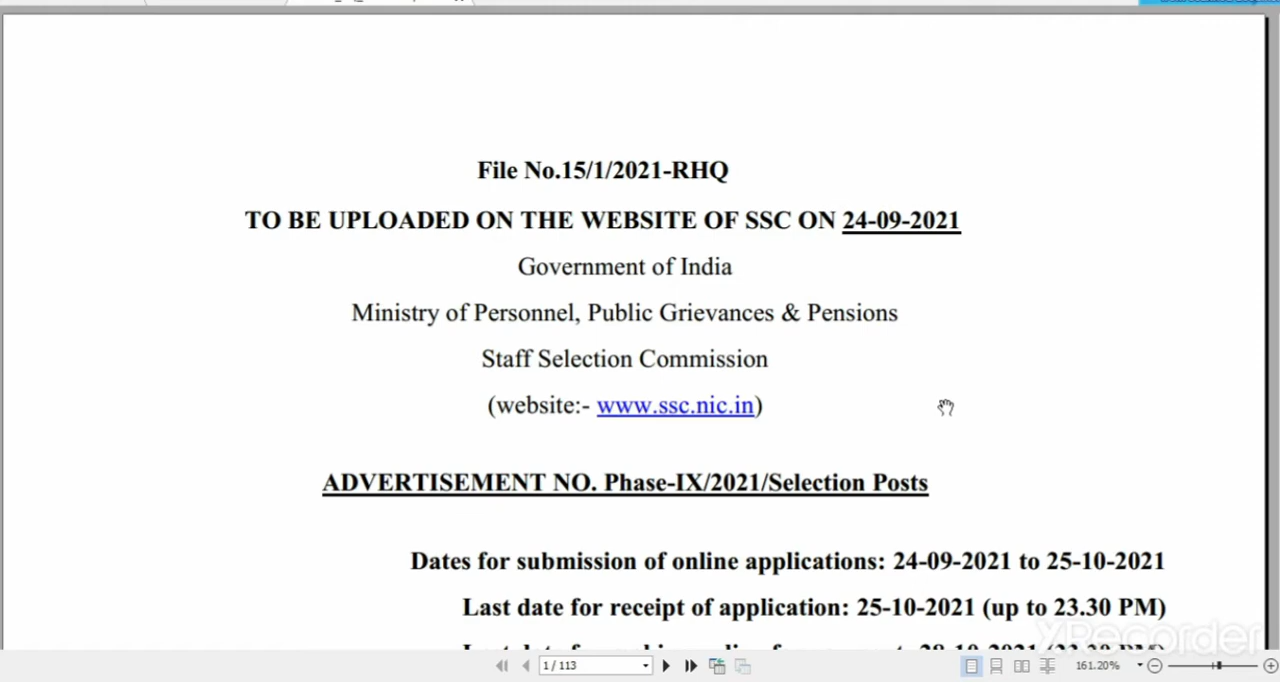 File No.15/1/2021-RHQ
TO BE UPLOADED ON THE WEBSITE OF SSC ON 24-09-2021
Government of India
Ministry of Personnel, Public Grievances & Pensions
Staff Selection Commission
(website:- www.ssc.nic.in)
ADVERTISEMENT NO. Phase-IX/2021/Selection Posts
Dates for submission of online applications: 24-09-2021 to 25-10-2021
Last date for receipt of application: 25-10-2021 (up to 23.30 PM)
XRecorder
1 / 113
161.20%